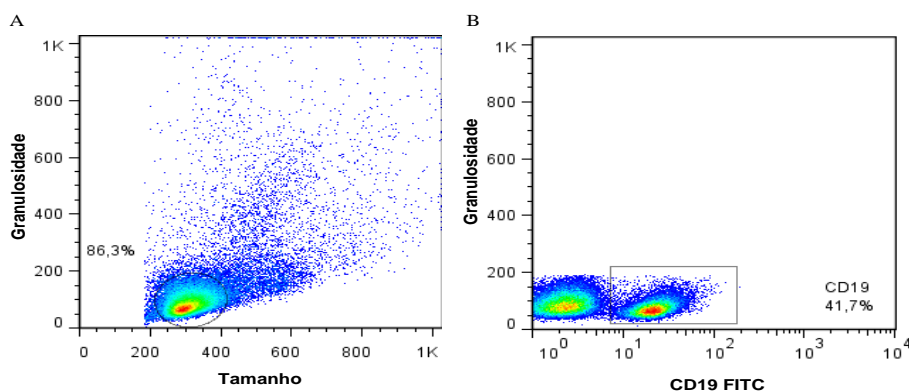 A
Granulosidade
1K
800
600
400
200
0
86,3%
0 200 400 600 800 1K
Tamanho
B
Granulosidade
1K
800
600
400
200
0
CD19
41,7%
10^0 10^1 10^2 10^3 10^4
CD19 FITC